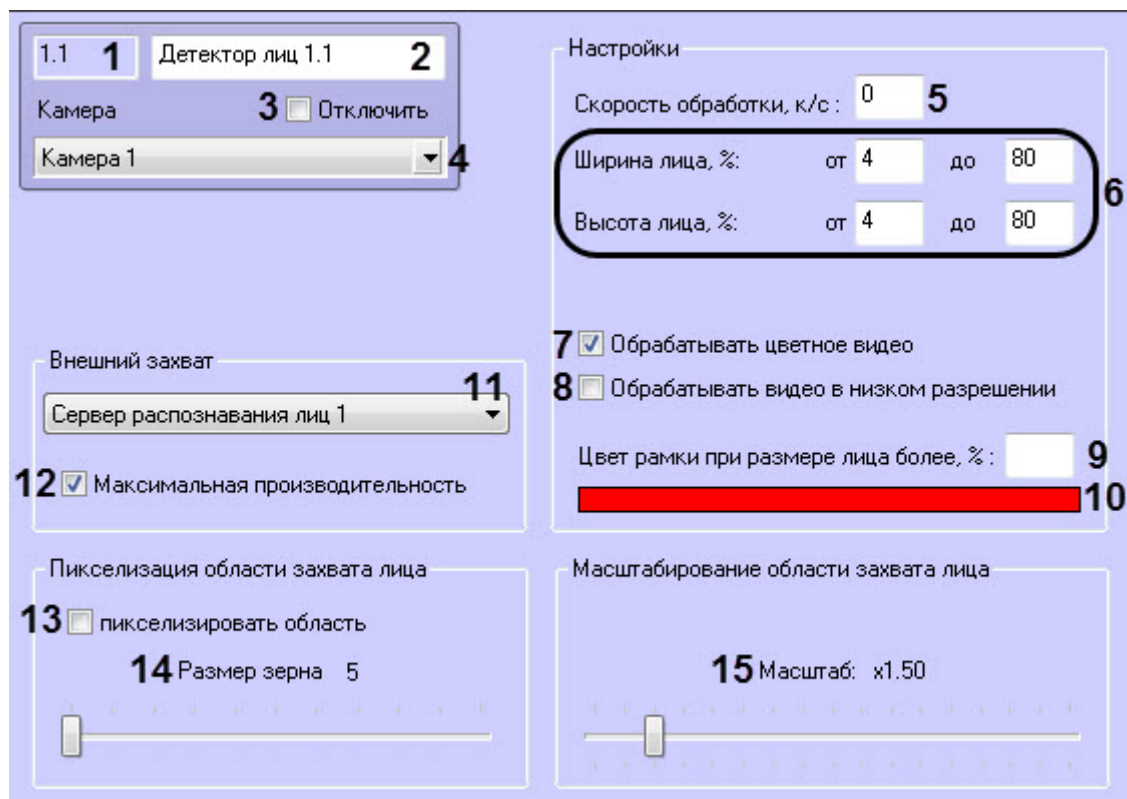 1.1 1 Детектор лиц 1.1 2
Камера 3 Отключить
Камера 1 4
Настройки
Скорость обработки, к/с : 0 5
Ширина лица, %: от 4 до 80
6
Высота лица, %: от 4 до 80
7 Обрабатывать цветное видео
8 Обрабатывать видео в низком разрешении
Цвет рамки при размере лица более, % : 9
10
Внешний захват
11
Сервер распознавания лиц 1
12 Максимальная производительность
Пикселизация области захвата лица
13 пикселизировать область
14 Размер зерна 5
Масштабирование области захвата лица
15 Масштаб: x1.50